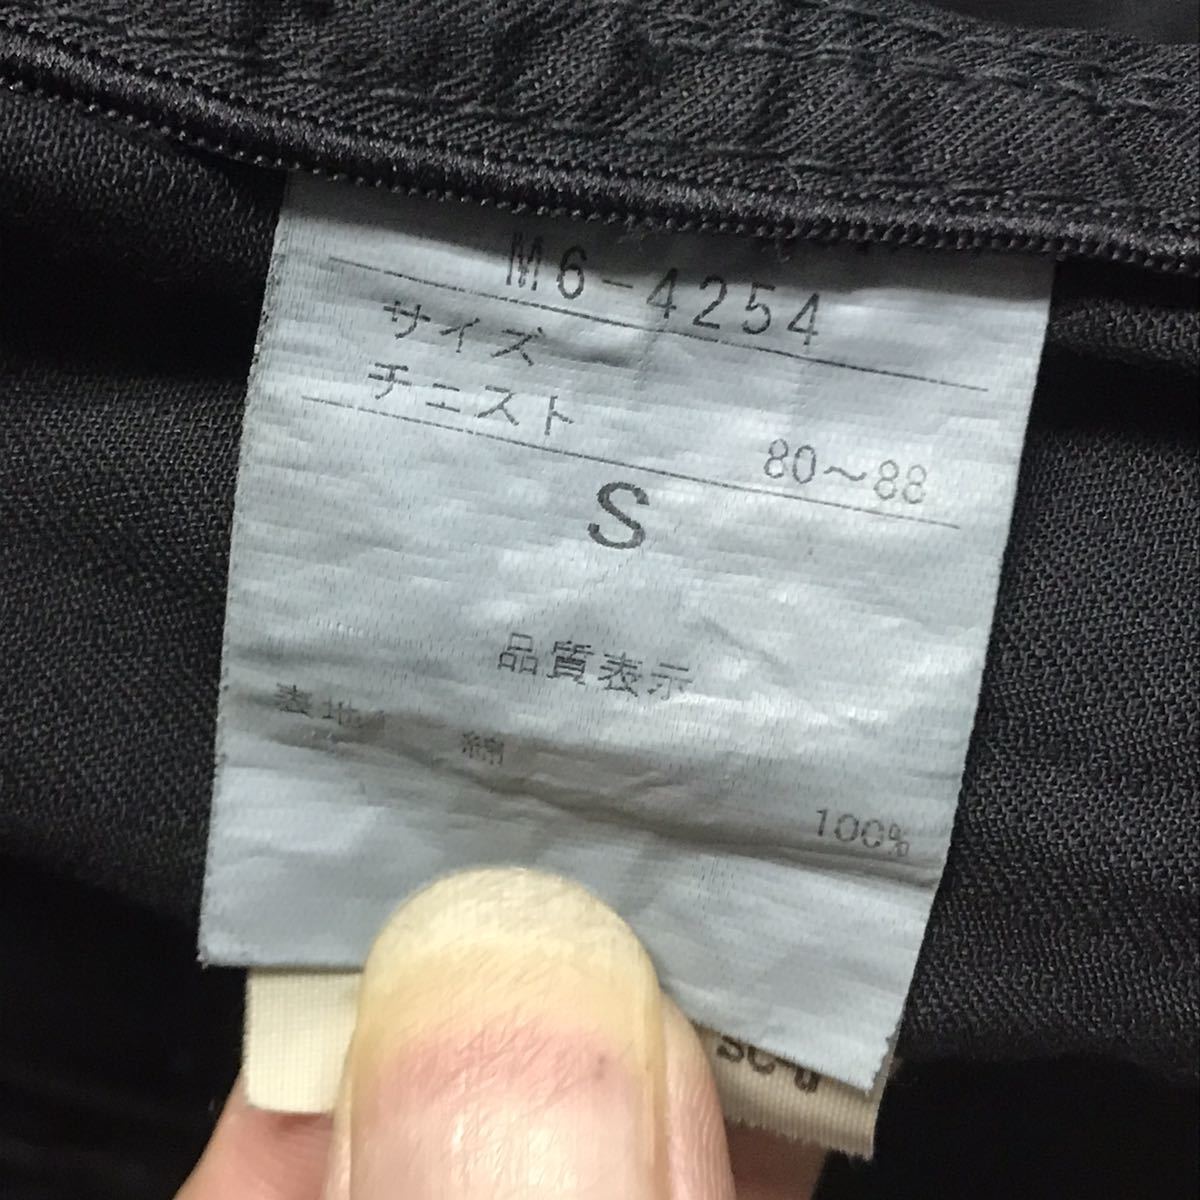 M6-4254
サイズ
チェスト 80～88
S
品質表示
表地 綿 100%